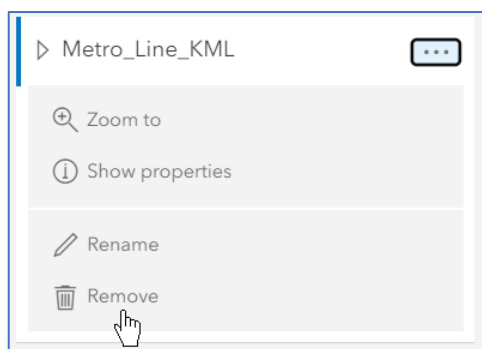 Metro_Line_KML
Zoom to
Show properties
Rename
Remove